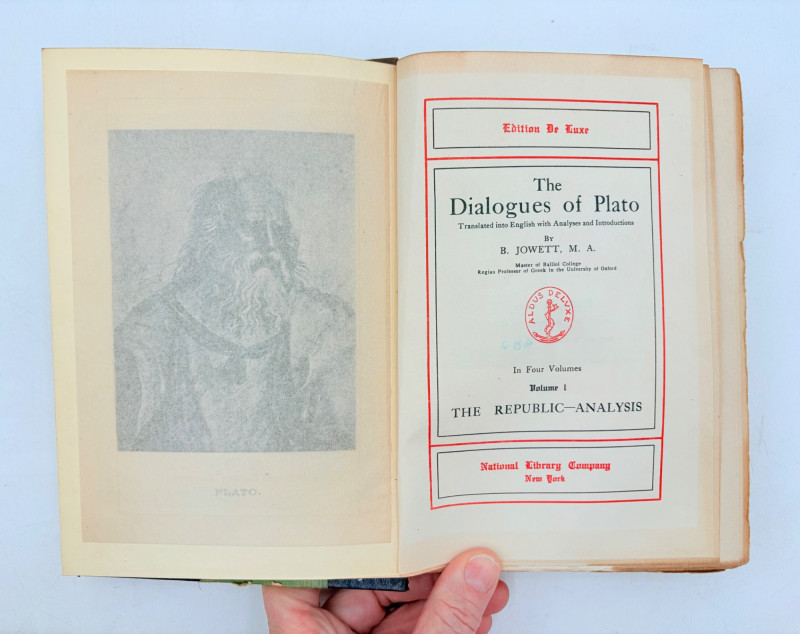 PLATO.
Edition De Luxe
The
Dialogues of Plato
Translated into English with Analyses and Introductions
BY
B. JOWETT, M. A.
Master of Balliol College
Regius Professor of Greek in the University of Oxford
ALDUS DELUXE
In Four Volumes
Volume 1
THE REPUBLIC—ANALYSIS
National Library Company
New York